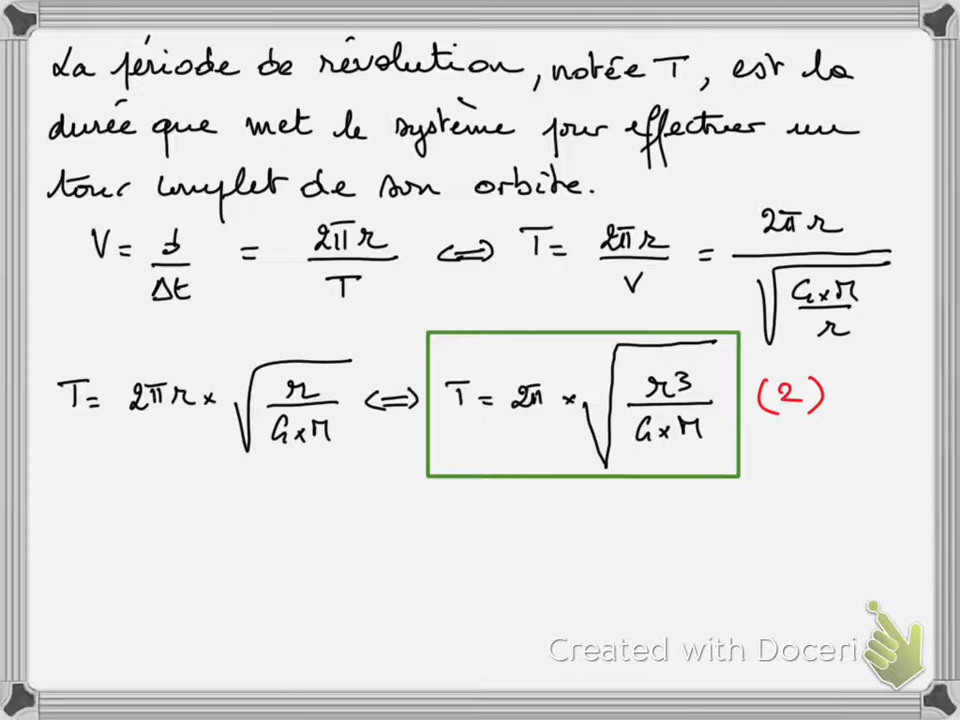 La période de révolution, notée T, est la
durée que met le système pour effectuer un
tour complet de son orbite.
V = d/Δt = 2πr/T ⟺ T = 2πr/V = 2πr/√(G×M/r)
T = 2πr × √(r/(G×M)) ⟺ T = 2π × √(r³/(G×M)) (2)
Created with Doceri